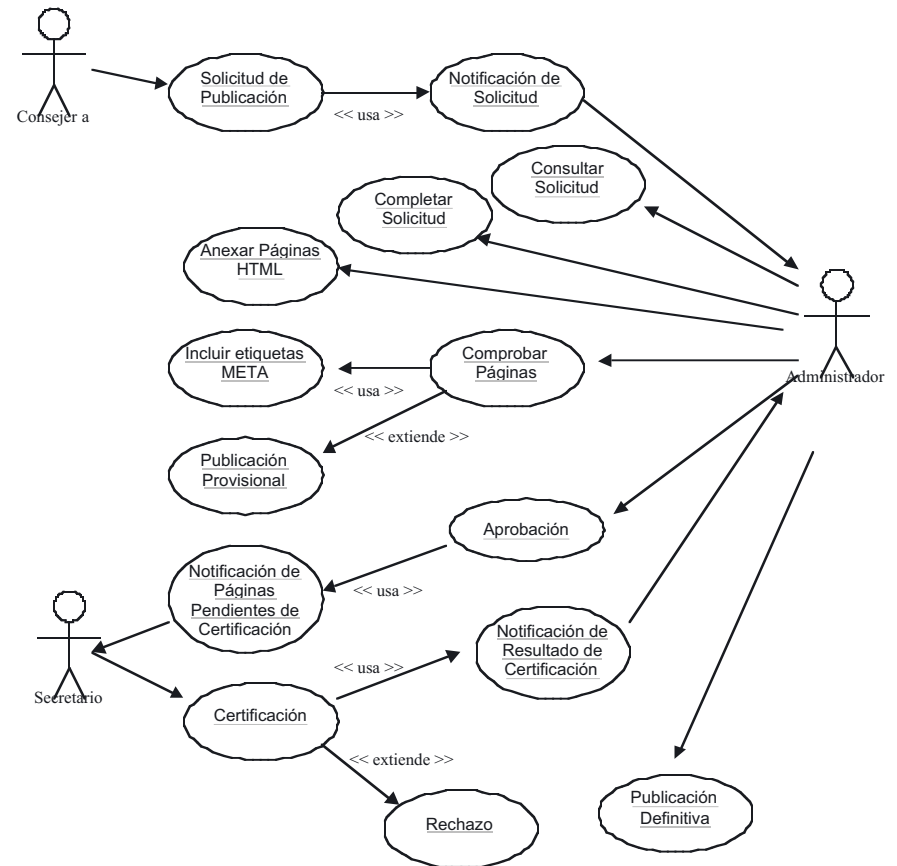 Solicitud de
Publicación
Notificación de
Solicitud
<< usa >>
Consejer a
Consultar
Solicitud
Completar
Solicitud
Anexar Páginas
HTML
Incluir etiquetas
META
Comprobar
Páginas
<< usa >>
Administrador
<< extiende >>
Publicación
Provisional
Aprobación
Notificación de
Páginas
Pendientes de
Certificación
<< usa >>
Notificación de
Resultado de
Certificación
<< usa >>
Secretario
Certificación
<< extiende >>
Rechazo
Publicación
Definitiva